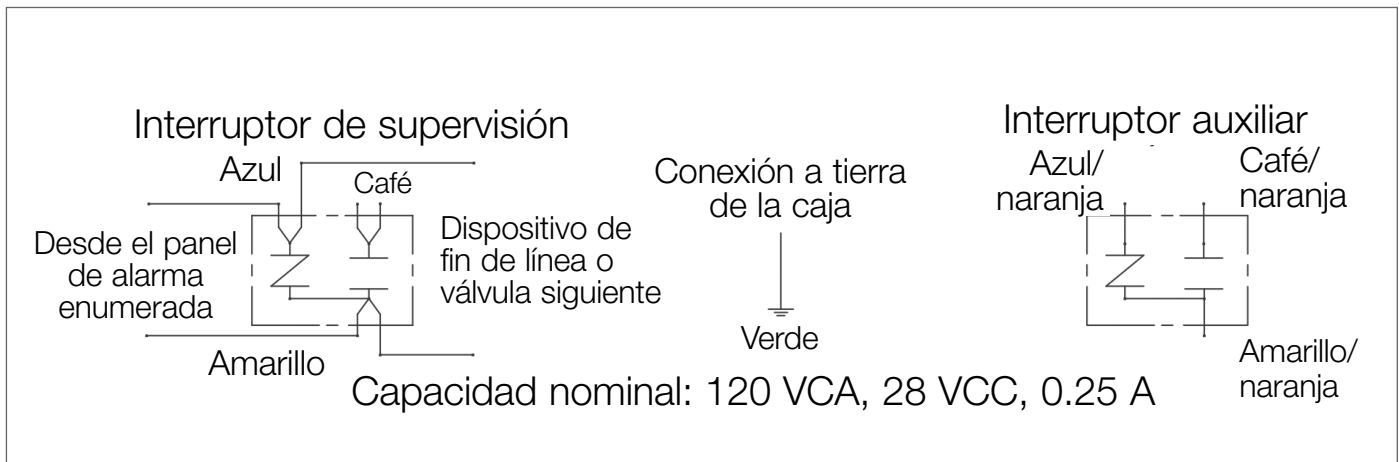 Interruptor de supervisión
Azul
Café
Desde el panel
de alarma
enumerada
Dispositivo de
fin de línea o
válvula siguiente
Amarillo
Conexión a tierra
de la caja
Verde
Interruptor auxiliar
Azul/
naranja
Café/
naranja
Amarillo/
naranja
Capacidad nominal: 120 VCA, 28 VCC, 0.25 A